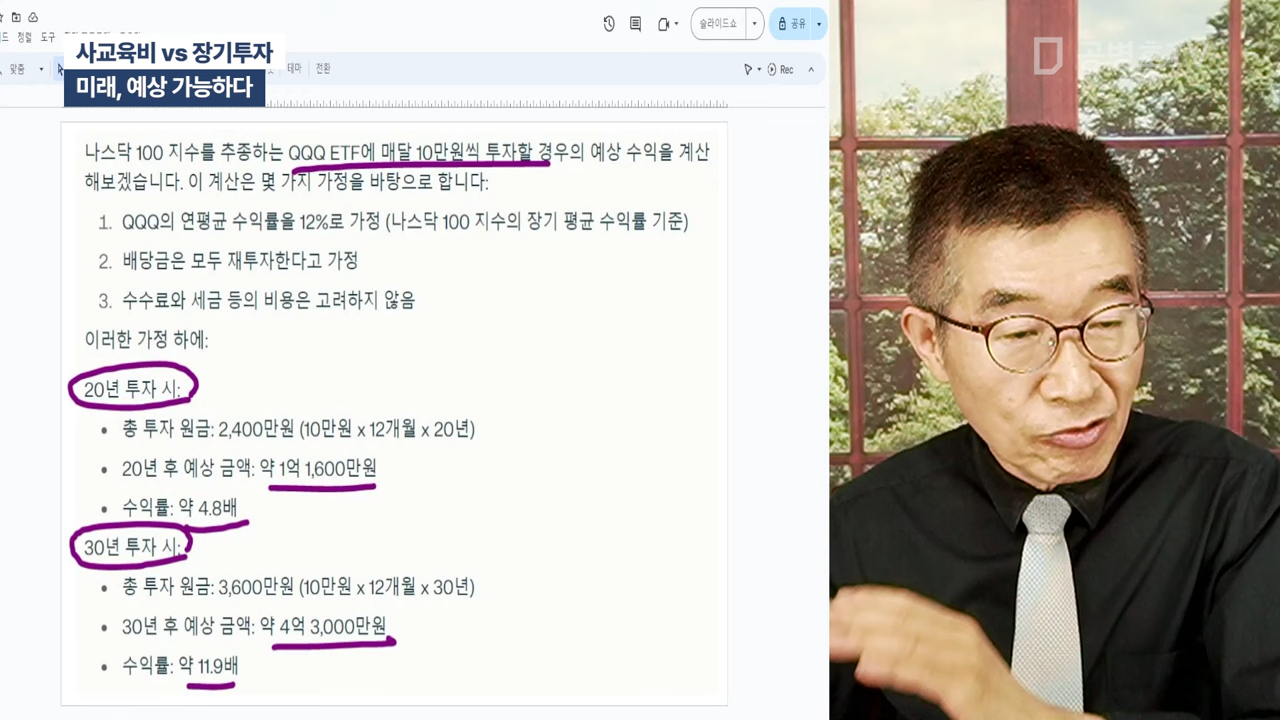 슬라이드쇼
공유
정렬
도구
사교육비 vs 장기투자
미래, 예상 가능하다
맞춤
테마
전환
Rec
나스닥 100 지수를 추종하는 QQQ ETF에 매달 10만원씩 투자할 경우의 예상 수익을 계산
해보겠습니다. 이 계산은 몇 가지 가정을 바탕으로 합니다:
1. QQQ의 연평균 수익률을 12%로 가정 (나스닥 100 지수의 장기 평균 수익률 기준)
2. 배당금은 모두 재투자한다고 가정
3. 수수료와 세금 등의 비용은 고려하지 않음
이러한 가정 하에:
20년 투자 시:
• 총 투자 원금: 2,400만원 (10만원 x 12개월 x 20년)
• 20년 후 예상 금액: 약 1억 1,600만원
• 수익률: 약 4.8배
30년 투자 시:
• 총 투자 원금: 3,600만원 (10만원 x 12개월 x 30년)
• 30년 후 예상 금액: 약 4억 3,000만원
• 수익률: 약 11.9배